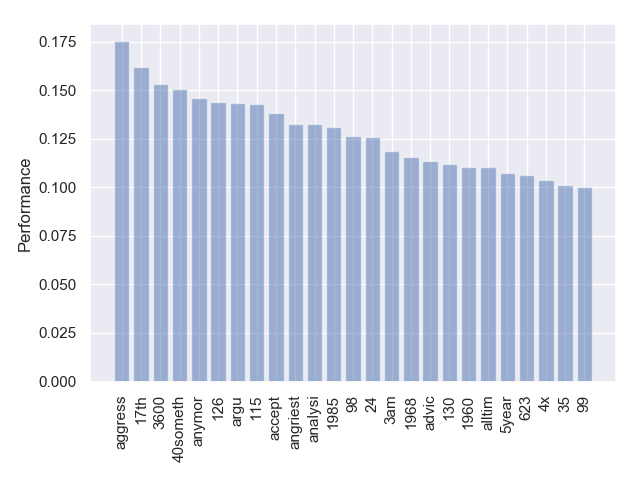 Performance
0.175
0.150
0.125
0.100
0.075
0.050
0.025
0.000
aggress
17th
3600
40someth
anymor
126
argu
115
accept
angriest
analysi
1985
98
24
3am
1968
advic
130
1960
alltim
5year
623
4x
35
99